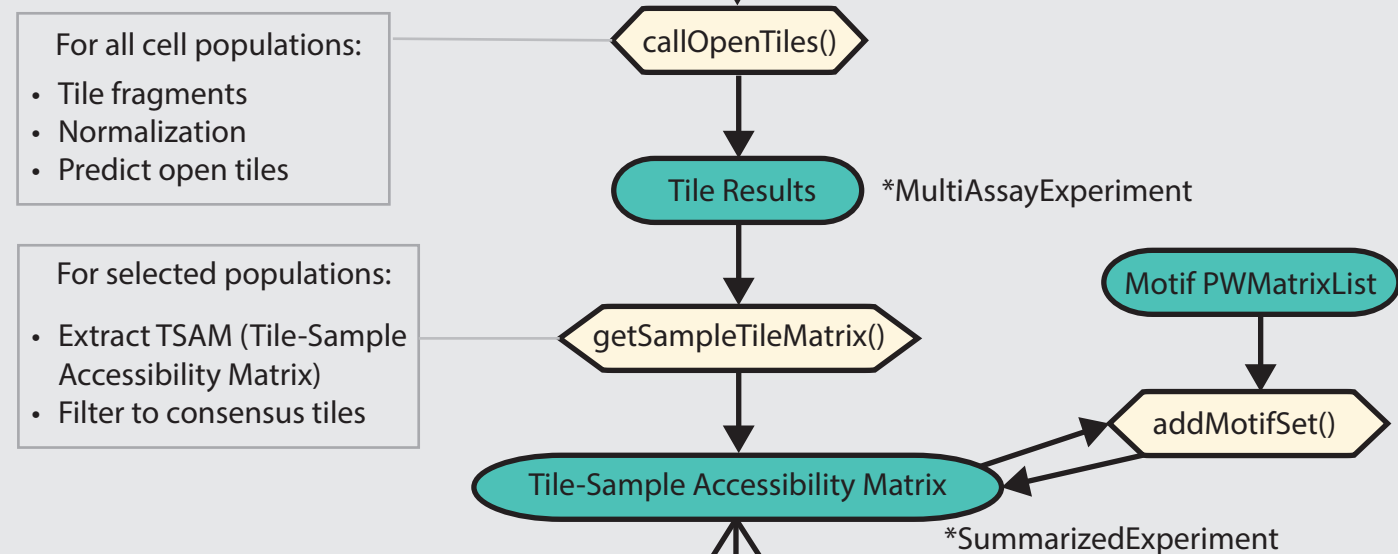 For all cell populations:
• Tile fragments
• Normalization
• Predict open tiles
callOpenTiles()
Tile Results
*MultiAssayExperiment
For selected populations:
• Extract TSAM (Tile-Sample
Accessibility Matrix)
• Filter to consensus tiles
getSampleTileMatrix()
Motif PWMatrixList
addMotifSet()
Tile-Sample Accessibility Matrix
*SummarizedExperiment